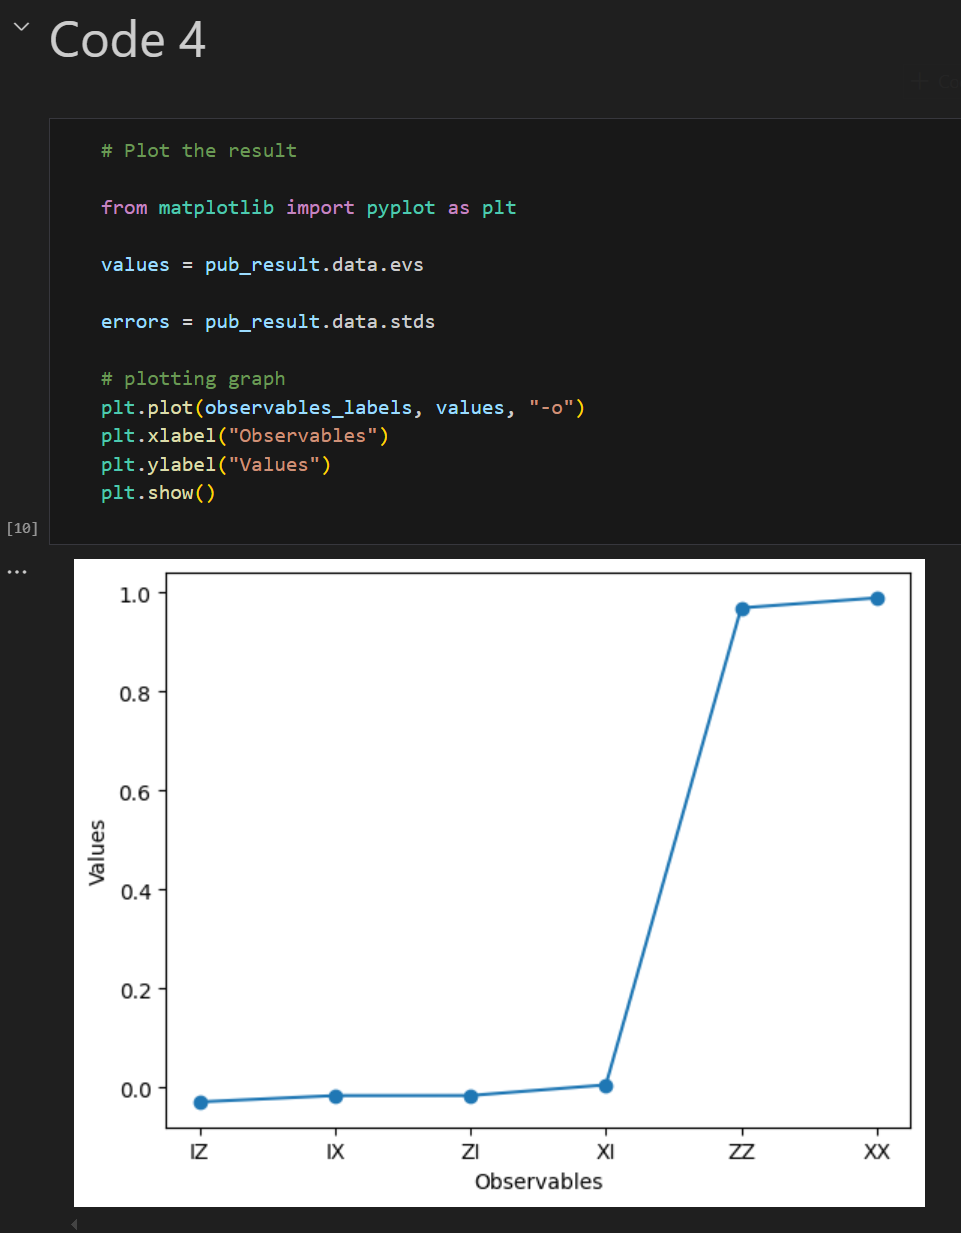 Code 4
# Plot the result
from matplotlib import pyplot as plt
values = pub_result.data.evs
errors = pub_result.data.stds
# plotting graph
plt.plot(observables_labels, values, "-o")
plt.xlabel("Observables")
plt.ylabel("Values")
plt.show()
[10]
...
1.0
0.8
0.6
0.4
0.2
0.0
Values
IZ IX ZI XI ZZ XX
Observables